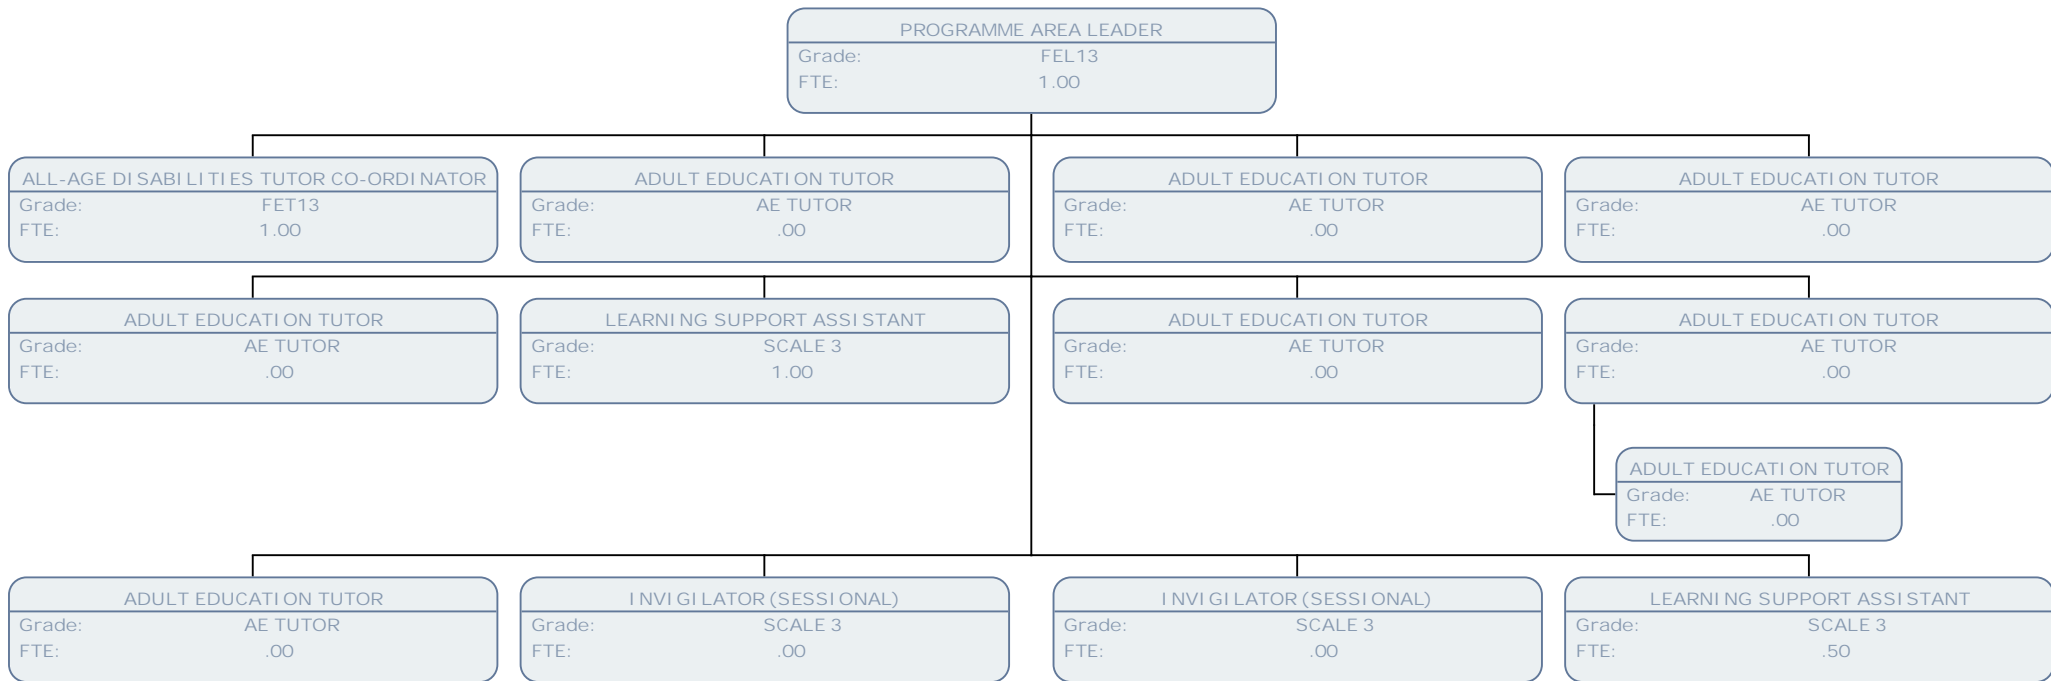 PROGRAMME AREA LEADER
Grade: FEL13
FTE: 1.00
ALL-AGE DISABILITIES TUTOR CO-ORDINATOR
Grade: FET13
FTE: 1.00
ADULT EDUCATION TUTOR
Grade: AE TUTOR
FTE: .00
ADULT EDUCATION TUTOR
Grade: AE TUTOR
FTE: .00
ADULT EDUCATION TUTOR
Grade: AE TUTOR
FTE: .00
ADULT EDUCATION TUTOR
Grade: AE TUTOR
FTE: .00
LEARNING SUPPORT ASSISTANT
Grade: SCALE 3
FTE: 1.00
ADULT EDUCATION TUTOR
Grade: AE TUTOR
FTE: .00
ADULT EDUCATION TUTOR
Grade: AE TUTOR
FTE: .00
ADULT EDUCATION TUTOR
Grade: AE TUTOR
FTE: .00
ADULT EDUCATION TUTOR
Grade: AE TUTOR
FTE: .00
INVIGILATOR (SESSIONAL)
Grade: SCALE 3
FTE: .00
INVIGILATOR (SESSIONAL)
Grade: SCALE 3
FTE: .00
LEARNING SUPPORT ASSISTANT
Grade: SCALE 3
FTE: .50